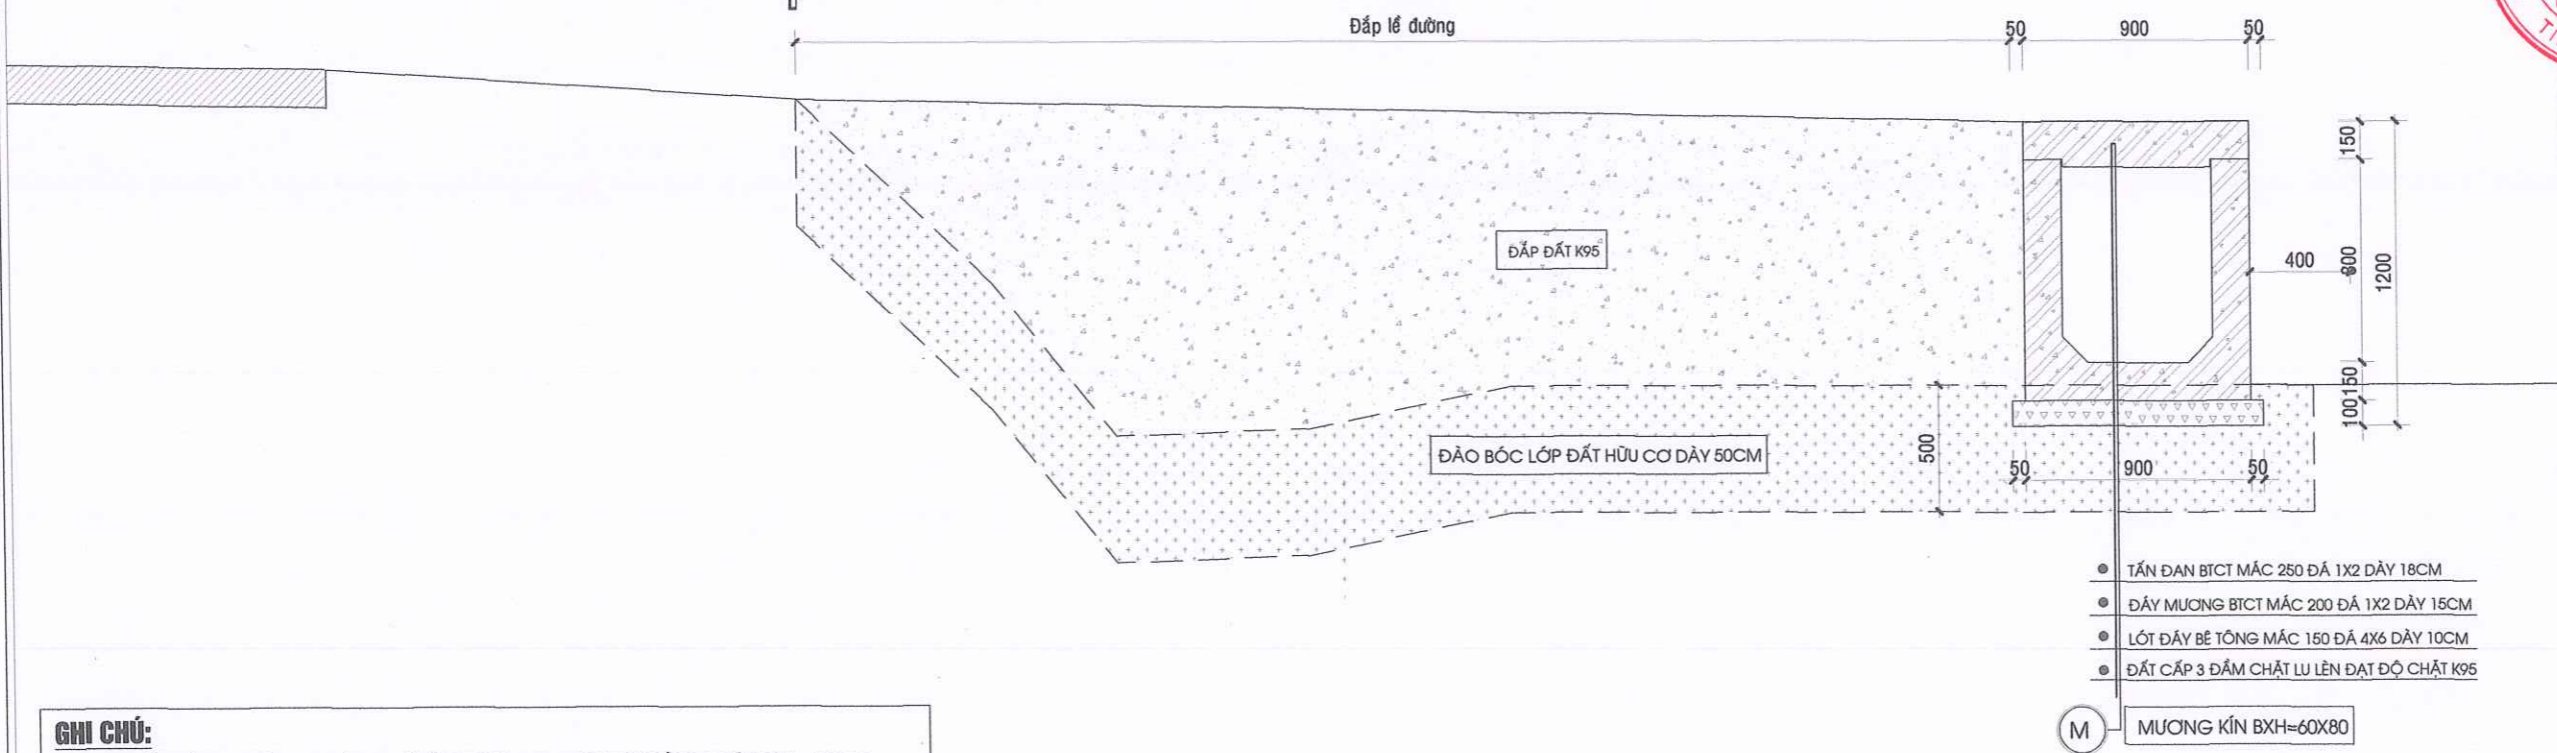 Đắp lề đường
50
900
50
150
800
1200
400
150
100
ĐẮP ĐẤT K95
ĐÀO BÓC LỚP ĐẤT HỮU CƠ DÀY 50CM
500
50
900
50
TẤN ĐAN BTCT MÁC 250 ĐÁ 1X2 DÀY 18CM
ĐÁY MƯƠNG BTCT MÁC 200 ĐÁ 1X2 DÀY 15CM
LÓT ĐÁY BÊ TÔNG MÁC 150 ĐÁ 4X6 DÀY 10CM
ĐẤT CẤP 3 ĐẦM CHẶT LU LÈN ĐẠT ĐỘ CHẶT K95
M
MƯƠNG KÍN BXH=60X80
GHI CHÚ: